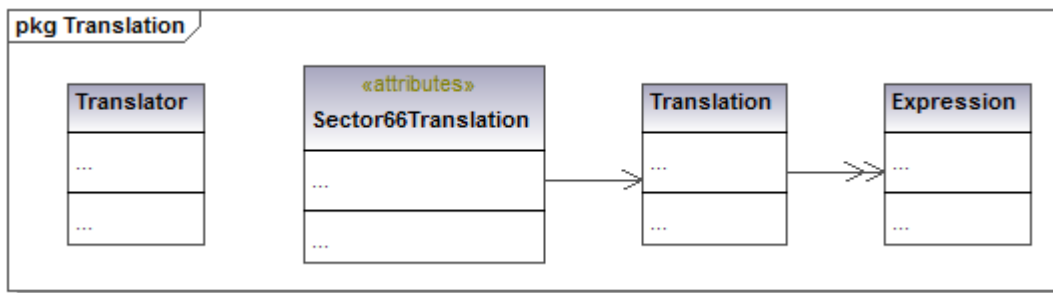 pkg Translation
Translator
...
...
«attributes»
Sector66Translation
...
...
Translation
...
...
Expression
...
...